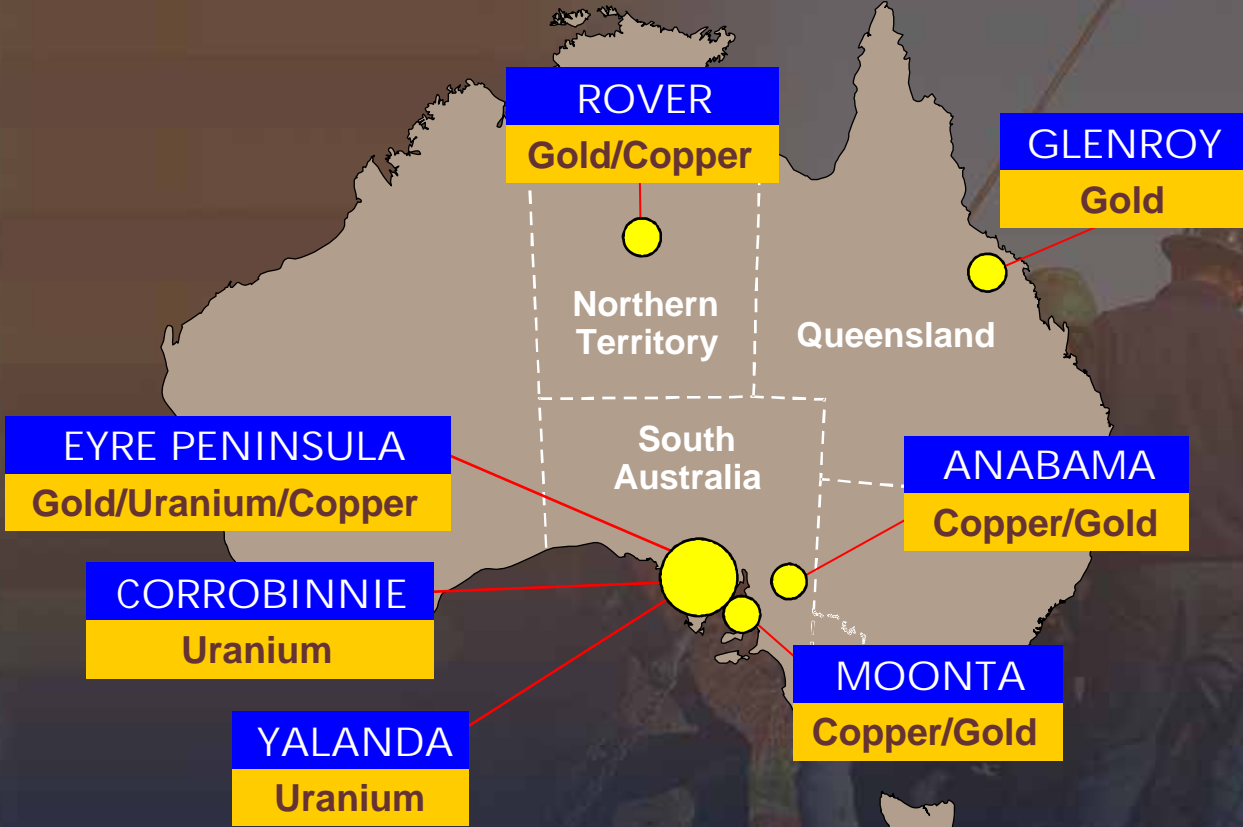 ROVER
Gold/Copper
GLENROY
Gold
Northern
Territory
Queensland
EYRE PENINSULA
Gold/Uranium/Copper
South
Australia
ANABAMA
Copper/Gold
CORROBINNIE
Uranium
MOONTA
Copper/Gold
YALANDA
Uranium